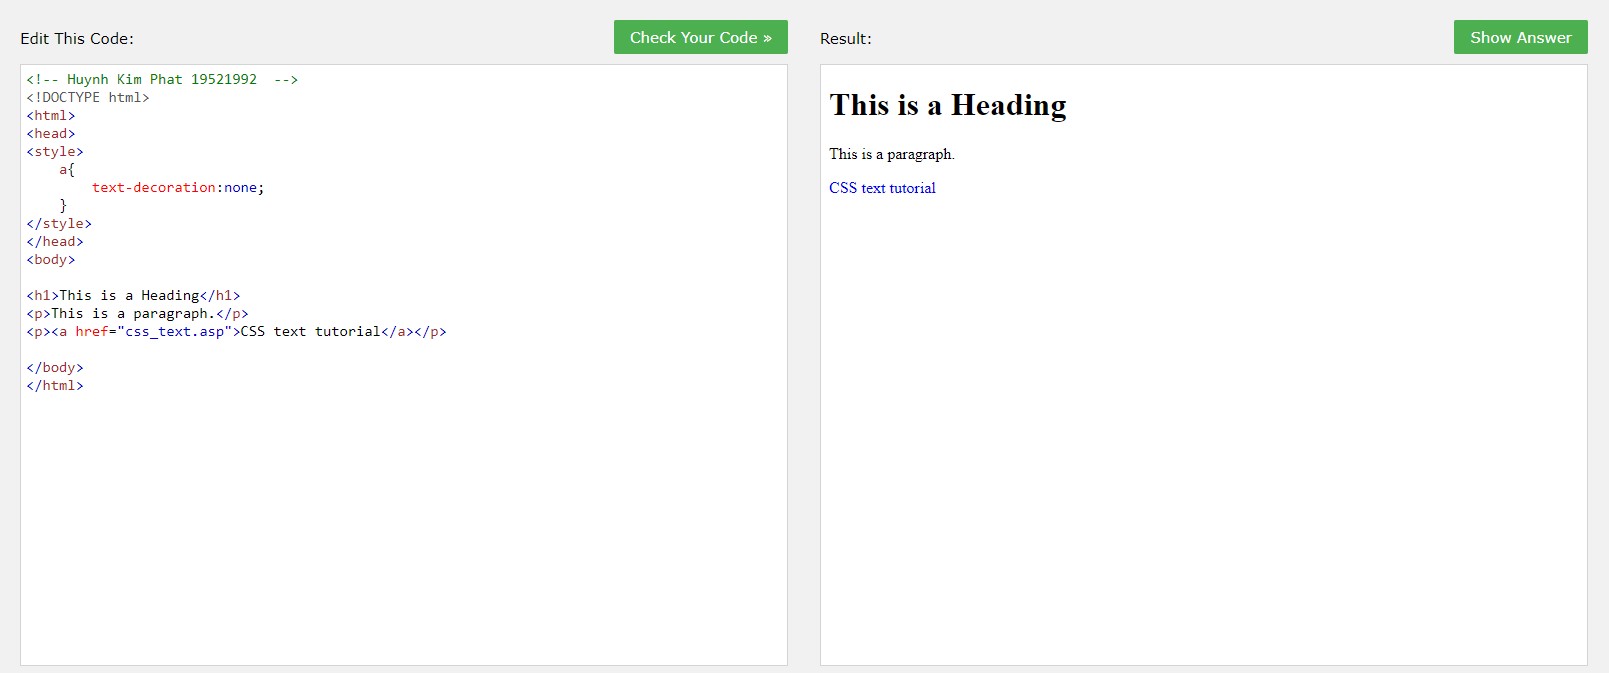 Edit This Code:
Check Your Code »
<!-- Huynh Kim Phat 19521992  -->
<!DOCTYPE html>
<html>
<head>
<style>
    a{
        text-decoration:none;
    }
</style>
</head>
<body>

<h1>This is a Heading</h1>
<p>This is a paragraph.</p>
<p><a href="css_text.asp">CSS text tutorial</a></p>

</body>
</html>
Result:
Show Answer
This is a Heading
This is a paragraph.
CSS text tutorial